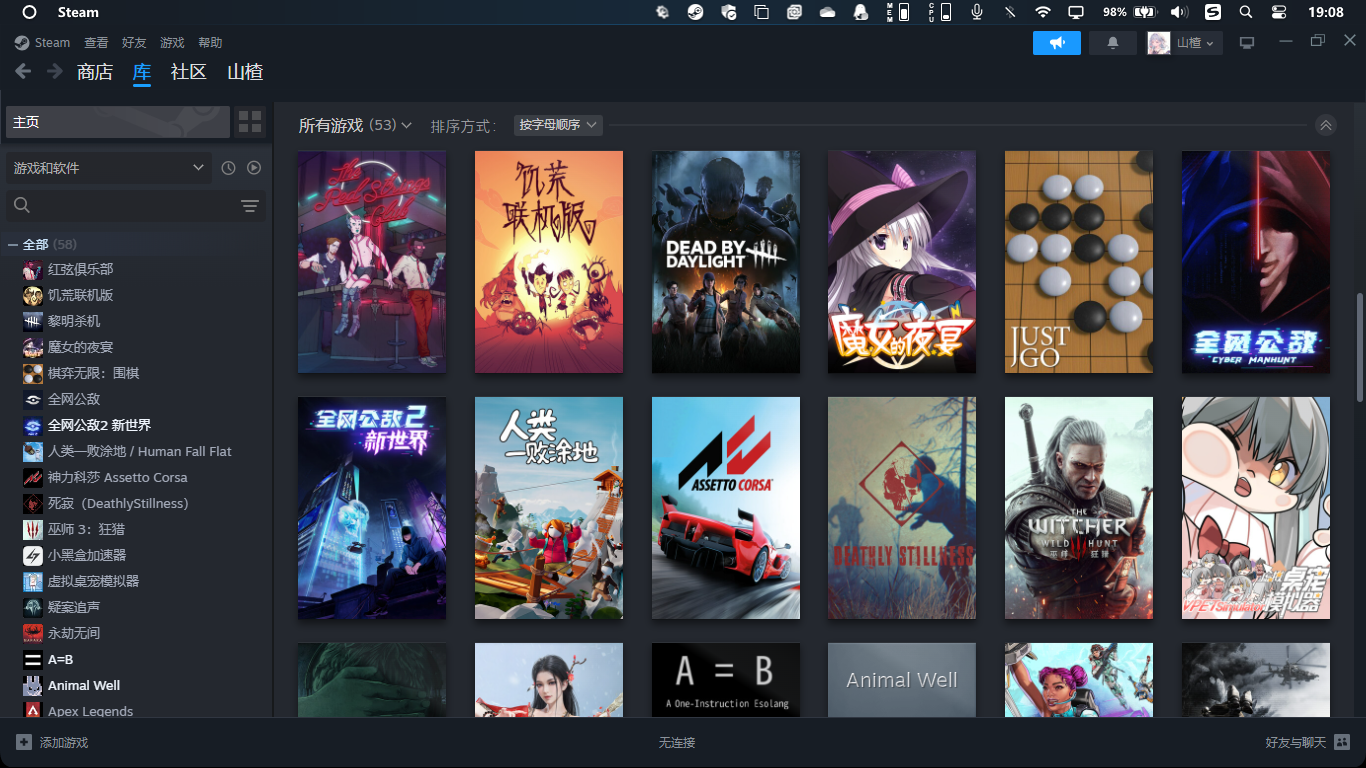 Steam
MEM
CPU
98%
19:08
Steam 查看 好友 游戏 帮助
山楂
商店 库 社区 山楂
主页
所有游戏 (53) 排序方式: 按字母顺序
游戏和软件
全部 (58)
红弦俱乐部
饥荒联机版
黎明杀机
魔女的夜宴
棋弈无限：围棋
全网公敌
全网公敌2 新世界
人类一败涂地 / Human Fall Flat
神力科莎 Assetto Corsa
死寂（DeathlyStillness）
巫师 3：狂猎
小黑盒加速器
虚拟桌宠模拟器
疑案追声
永劫无间
A=B
Animal Well
Apex Legends
The Red Strings Club
饥荒
联机版
DEAD BY
DAYLIGHT
魔女的夜宴
JUST
GO
全网公敌
CYBER MANHUNT
全网公敌2
新世界
人类
一败涂地
ASSETTO CORSA
DEATHLY STILLNESS
THE
WITCHER
WILD HUNT
巫师 狂猎
虚拟桌宠
模拟器
VPETSimulator
A = B
A One-Instruction Esolang
Animal Well
添加游戏
无连接
好友与聊天